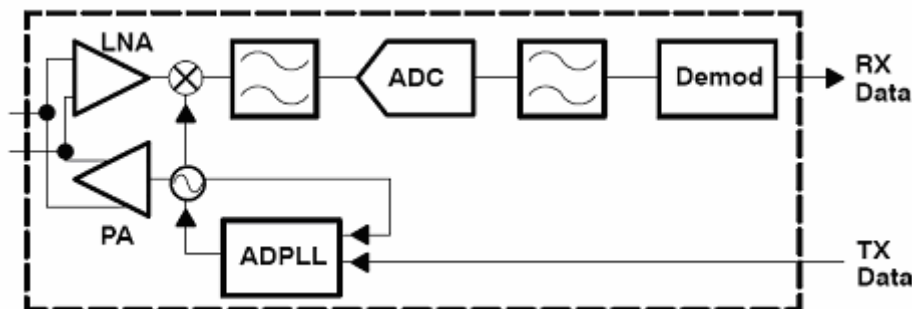 LNA
ADC
Demod
RX
Data
PA
ADPLL
TX
Data